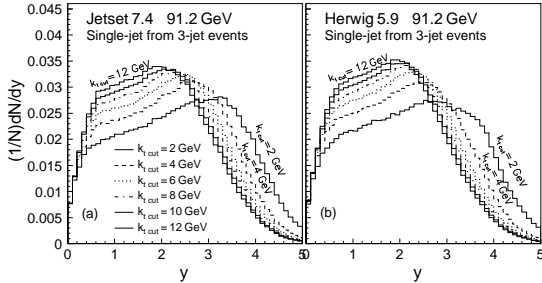 Jetset 7.4 91.2 GeV
Single-jet from 3-jet events
k_t cut = 12 GeV
k_t cut = 2 GeV
k_t cut = 4 GeV
k_t cut = 2 GeV
k_t cut = 4 GeV
k_t cut = 6 GeV
k_t cut = 8 GeV
k_t cut = 10 GeV
k_t cut = 12 GeV
(a)
(1/N)dN/dy
0.045
0.04
0.035
0.03
0.025
0.02
0.015
0.01
0.005
0
0 1 2 3 4 5
y
Herwig 5.9 91.2 GeV
Single-jet from 3-jet events
k_t cut = 12 GeV
k_t cut = 2 GeV
k_t cut = 4 GeV
(b)
0 1 2 3 4 5
y